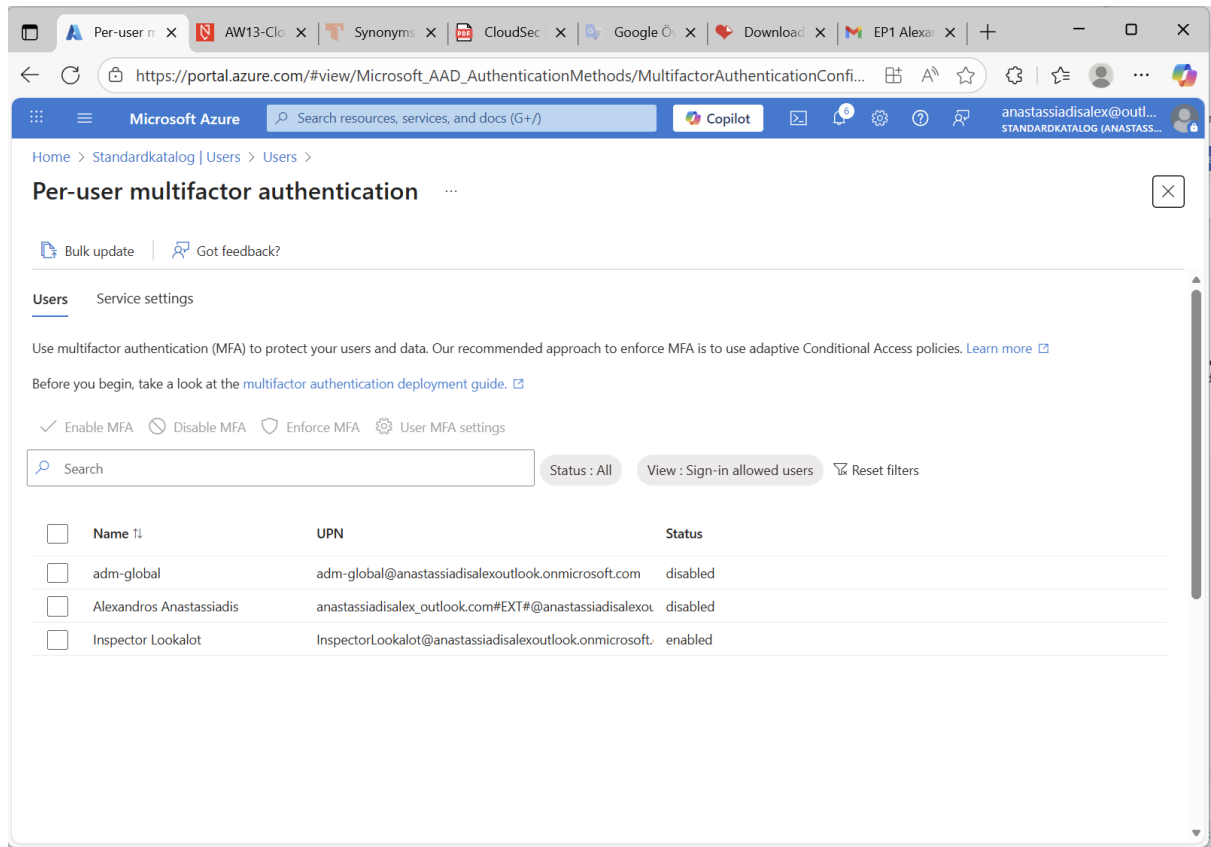 Per-user m
AW13-Clo
Synonyms
CloudSec
Google Öv
Download
EP1 Alexar
https://portal.azure.com/#view/Microsoft_AAD_AuthenticationMethods/MultifactorAuthenticationConfi...
Microsoft Azure
Search resources, services, and docs (G+/)
Copilot
6
anastassiadisalex@outl...
STANDARDKATALOG (ANASTASS...
Home > Standardkatalog | Users > Users >
Per-user multifactor authentication ...
Bulk update
Got feedback?
Users Service settings
Use multifactor authentication (MFA) to protect your users and data. Our recommended approach to enforce MFA is to use adaptive Conditional Access policies. Learn more
Before you begin, take a look at the multifactor authentication deployment guide.
Enable MFA Disable MFA Enforce MFA User MFA settings
Search Status : All View : Sign-in allowed users Reset filters
Name UPN Status
adm-global adm-global@anastassiadisalexoutlook.onmicrosoft.com disabled
Alexandros Anastassiadis anastassiadisalex_outlook.com#EXT#@anastassiadisalexou disabled
Inspector Lookalot InspectorLookalot@anastassiadisalexoutlook.onmicrosoft. enabled